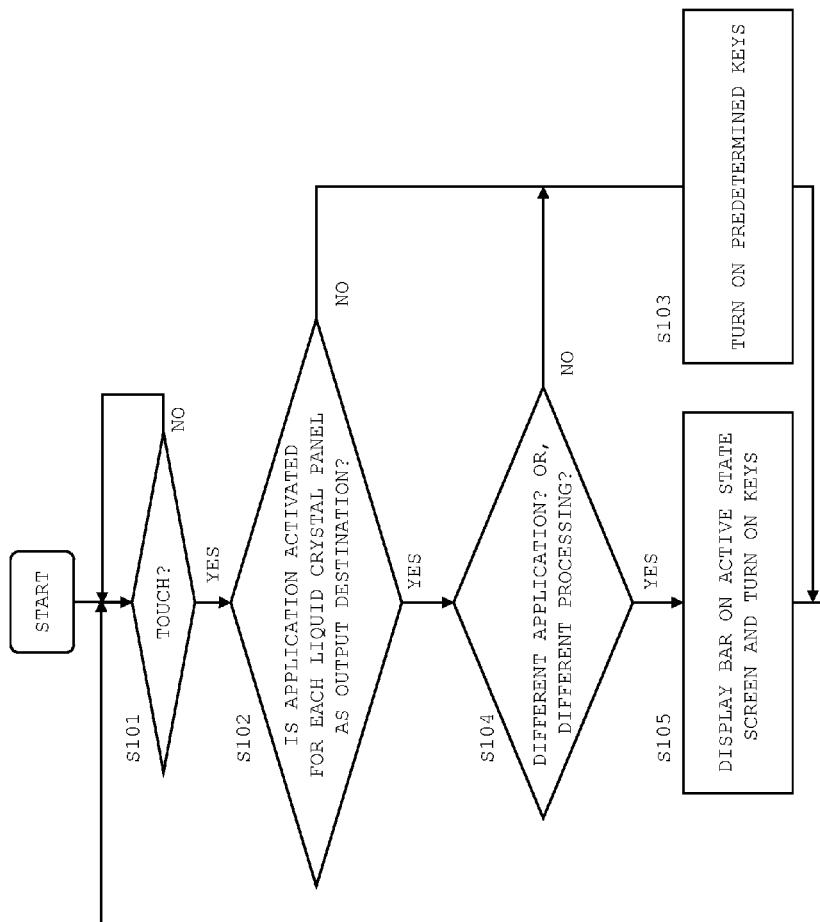 START
S101
TOUCH?
NO
YES
S102
IS APPLICATION ACTIVATED
FOR EACH LIQUID CRYSTAL PANEL
AS OUTPUT DESTINATION?
NO
YES
S104
DIFFERENT APPLICATION? OR,
DIFFERENT PROCESSING?
NO
YES
S105
DISPLAY BAR ON ACTIVE STATE
SCREEN AND TURN ON KEYS
S103
TURN ON PREDETERMINED KEYS